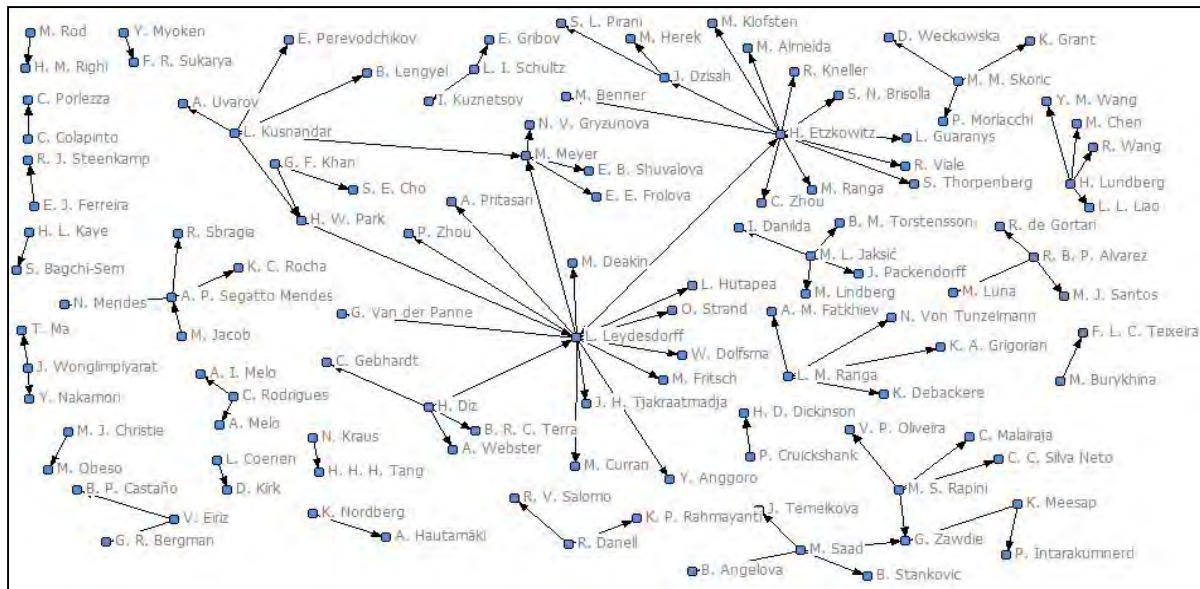 M. Rod
H. M. Righi
Y. Myoken
F. R. Sukarya
C. Porlezza
C. Colapinto
R. J. Steenkamp
E. J. Ferreira
H. L. Kaye
S. Bagchi-Sem
A. Uvarov
E. Perevodchikov
B. Lengyel
L. Kusnandar
G. F. Khan
S. E. Cho
H. W. Park
E. Gribov
L. I. Schultz
I. Kuznetsov
N. V. Gryzunova
M. Meyer
E. B. Shuvalova
E. E. Frolova
S. L. Pirani
M. Herek
J. Dzisah
M. Benner
M. Klofsten
M. Almeida
R. Kneller
S. N. Brisolla
H. Etzkowitz
L. Guaranys
R. Viale
S. Thorpenberg
M. Ranga
C. Zhou
D. Weckowska
K. Grant
M. M. Skoric
P. Morlacchi
Y. M. Wang
M. Chen
R. Wang
H. Lundberg
L. L. Liao
R. Sbragia
K. C. Rocha
N. Mendes
A. P. Segatto Mendes
M. Jacob
A. Pritasari
P. Zhou
M. Deakin
L. Hutapea
O. Strand
G. Van der Panne
L. Leydesdorff
W. Dolfsma
M. Fritsch
J. H. Tjakraatmadja
M. Curran
Y. Anggoro
I. Danilda
B. M. Torstensson
M. L. Jaksić
J. Packendorff
M. Lindberg
R. de Gortari
R. B. P. Alvarez
M. Luna
M. J. Santos
A. M. Fatkhiev
N. Von Tunzelmann
K. A. Grigorian
L. M. Ranga
K. Debackere
F. L. C. Teixeira
M. Burykhina
T. Ma
J. Wonglimpiyarat
Y. Nakamori
A. I. Melo
C. Rodrigues
A. Melo
C. Gebhardt
H. Diz
B. R. C. Terra
A. Webster
M. J. Christie
M. Obeso
L. Coenen
D. Kirk
N. Kraus
H. H. H. Tang
B. P. Castaño
V. Eiriz
G. R. Bergman
K. Nordberg
A. Hautamäki
R. V. Salomo
K. P. Rahmayanti
R. Danell
H. D. Dickinson
P. Cruickshank
V. P. Oliveira
C. Malairaja
C. C. Silva Neto
M. S. Rapini
J. Temelkova
M. Saad
G. Zawdie
B. Angelova
B. Stankovic
K. Meesap
P. Intarakumnerd